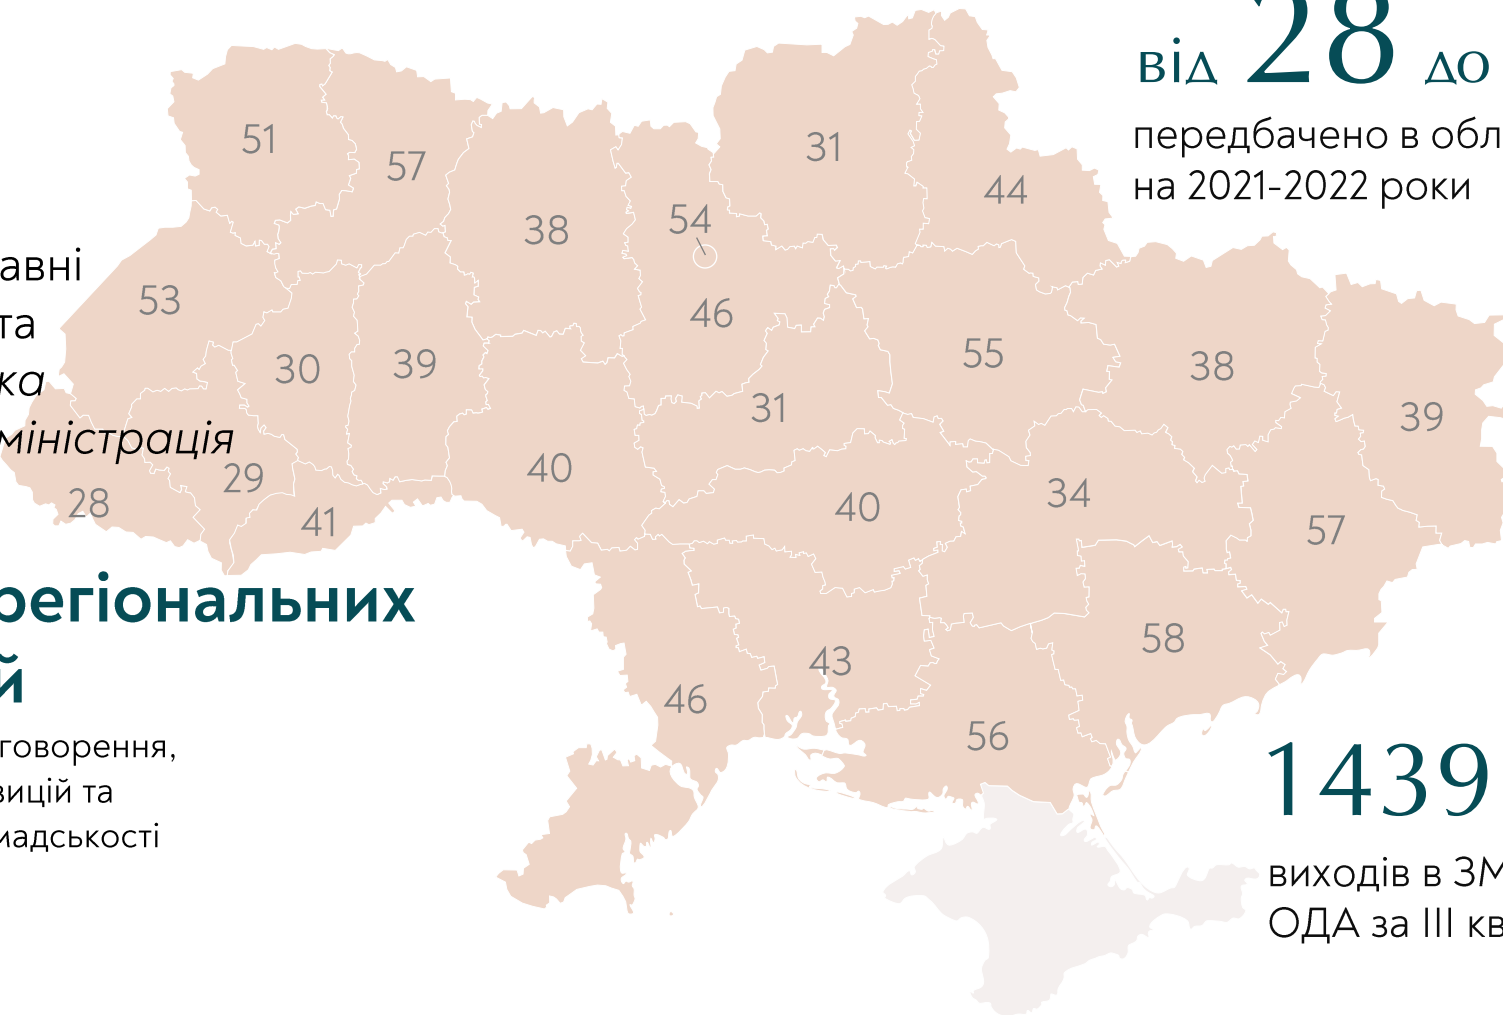 від 28 до
передбачено в обл
на 2021-2022 роки
авні
та
ка
міністрація
51
57
38
54
46
31
44
53
30
39
31
55
38
39
28
29
41
40
40
34
57
46
43
58
56
регіональних
й
говорення,
зицій та
мадськості
1439
виходів в ЗМ
ОДА за III кв